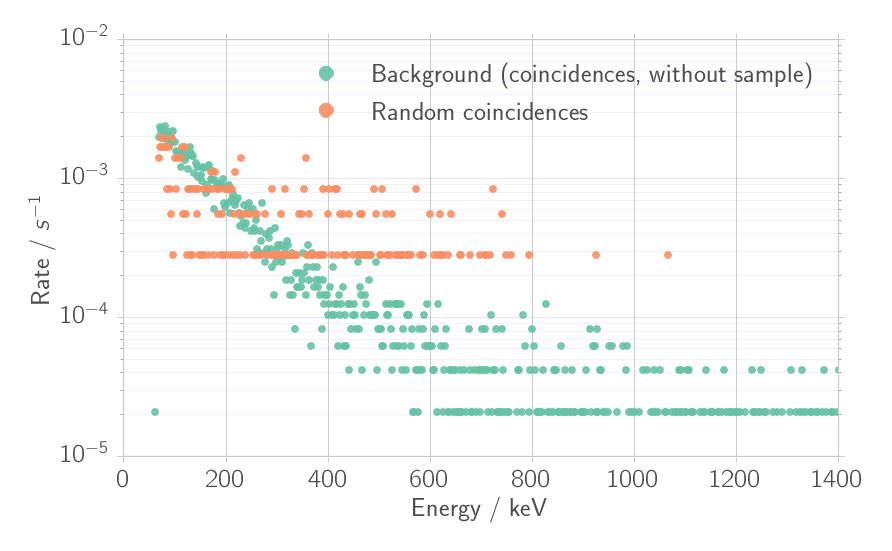 10⁻²
Background (coincidences, without sample)
Random coincidences
10⁻³
Rate / s⁻¹
10⁻⁴
10⁻⁵
0 200 400 600 800 1000 1200 1400
Energy / keV